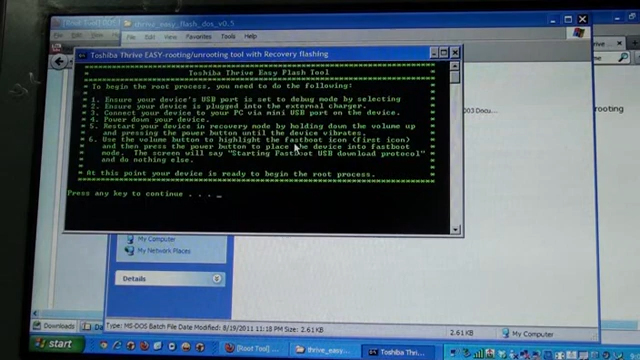 thrive_easy_flash_dos_v0.5
View Favorites Tools Help
Toshiba Thrive EASY-rooting/unrooting tool with Recovery flashing
Toshiba Thrive Easy Flash Tool
To begin the root process, you need to do the following:
1. Ensure your device's USB port is set to debug mode by selecting
2. Ensure your device is plugged into the external charger.
3. Connect your device to your PC via mini USB port on the device.
4. Power down your device.
5. Restart your device in recovery mode by holding down the volume up
and pressing the power button until the device vibrates.
6. Use the volume button to highlight the fastboot icon (first icon)
and then press the power button to place the device into fastboot
mode. The screen will say "Starting FastBoot USB download protocol"
and do nothing else.
At this point your device is ready to begin the root process.
Press any key to continue . . . _
My Computer
My Network Places
Details
rooting
Type: MS-DOS Batch File Date Modified: 8/19/2011 11:18 PM Size: 2.61KB
2.61 KB
My Computer
Downloads
start
[Root Tool]
thrive_easy
Toshiba Thri...